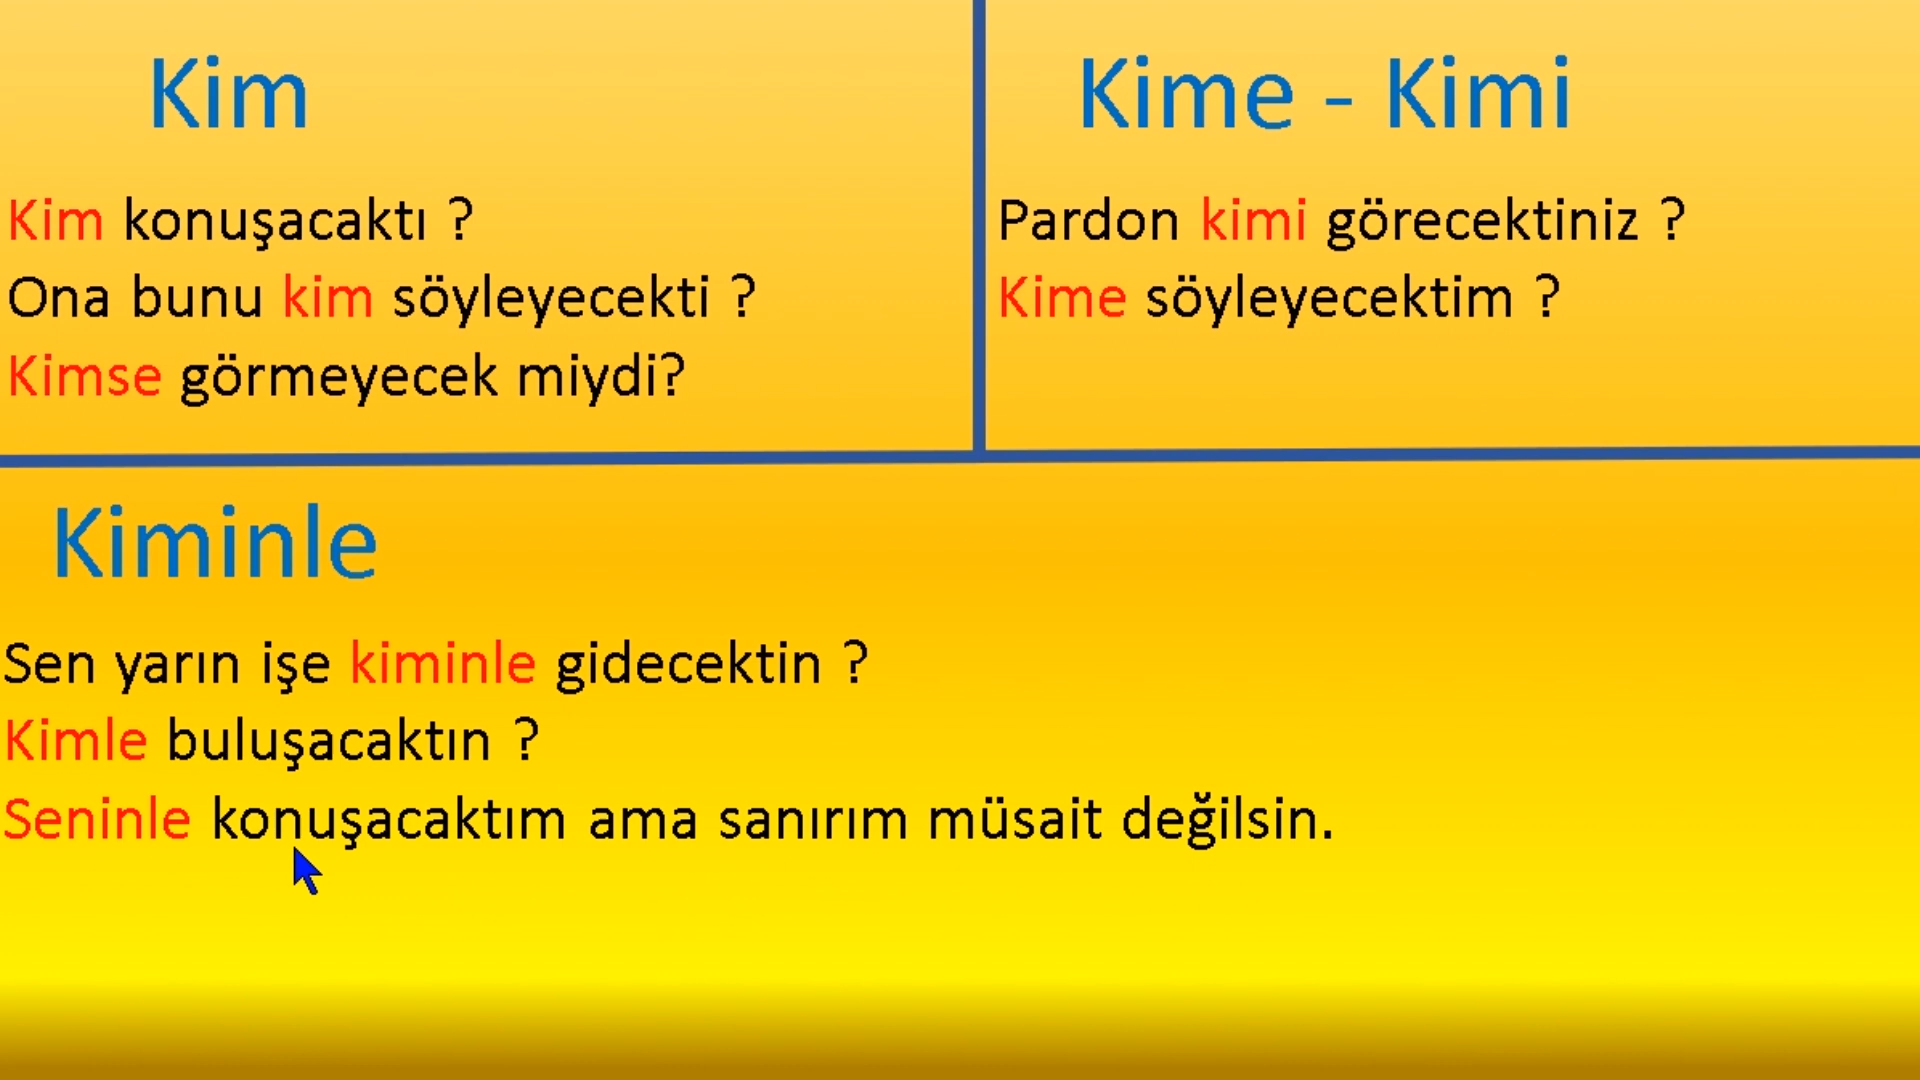 Kim
Kim konuşacaktı ?
Ona bunu kim söyleyecekti ?
Kimse görmeyecek miydi?
Kime - Kimi
Pardon kimi görecektiniz ?
Kime söyleyecektim ?
Kiminle
Sen yarın işe kiminle gidecektin ?
Kimle buluşacaktın ?
Seninle konuşacaktım ama sanırım müsait değilsin.